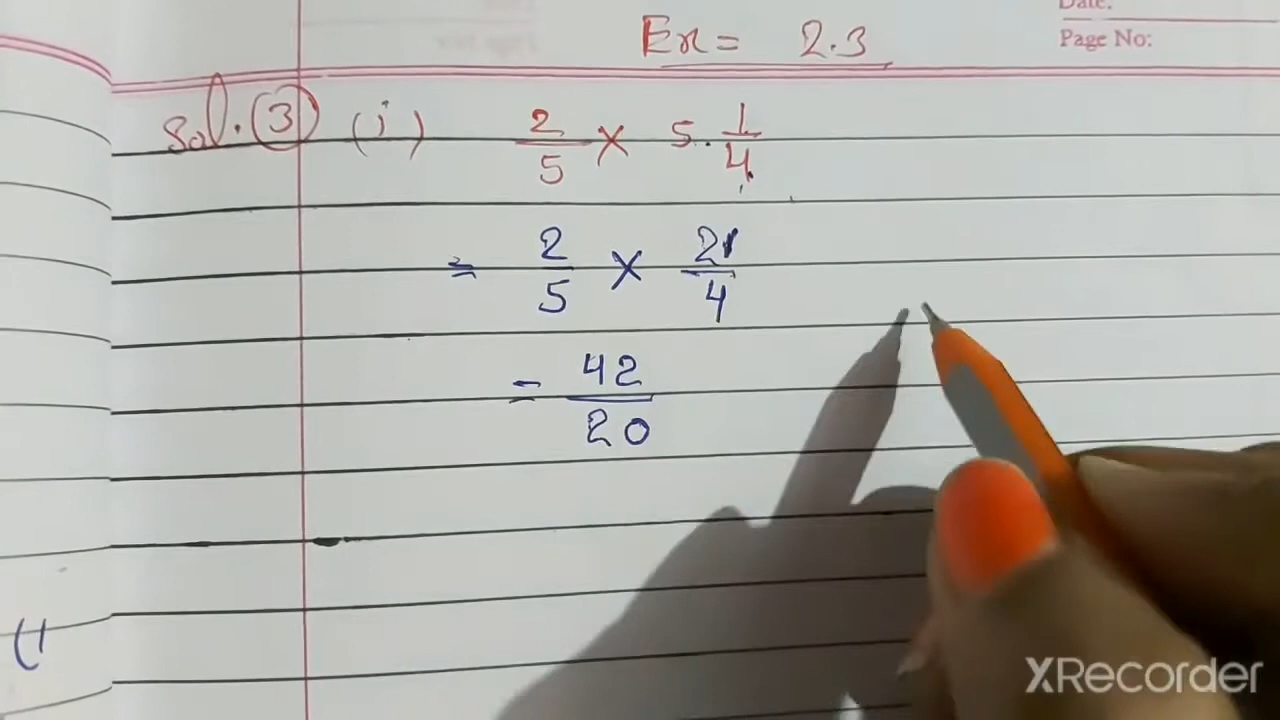 Date.
Page No:
Ex = 2.3
Sol. (3) (i) 2/5 × 5 1/4
= 2/5 × 21/4
= 42/20
(1
XRecorder